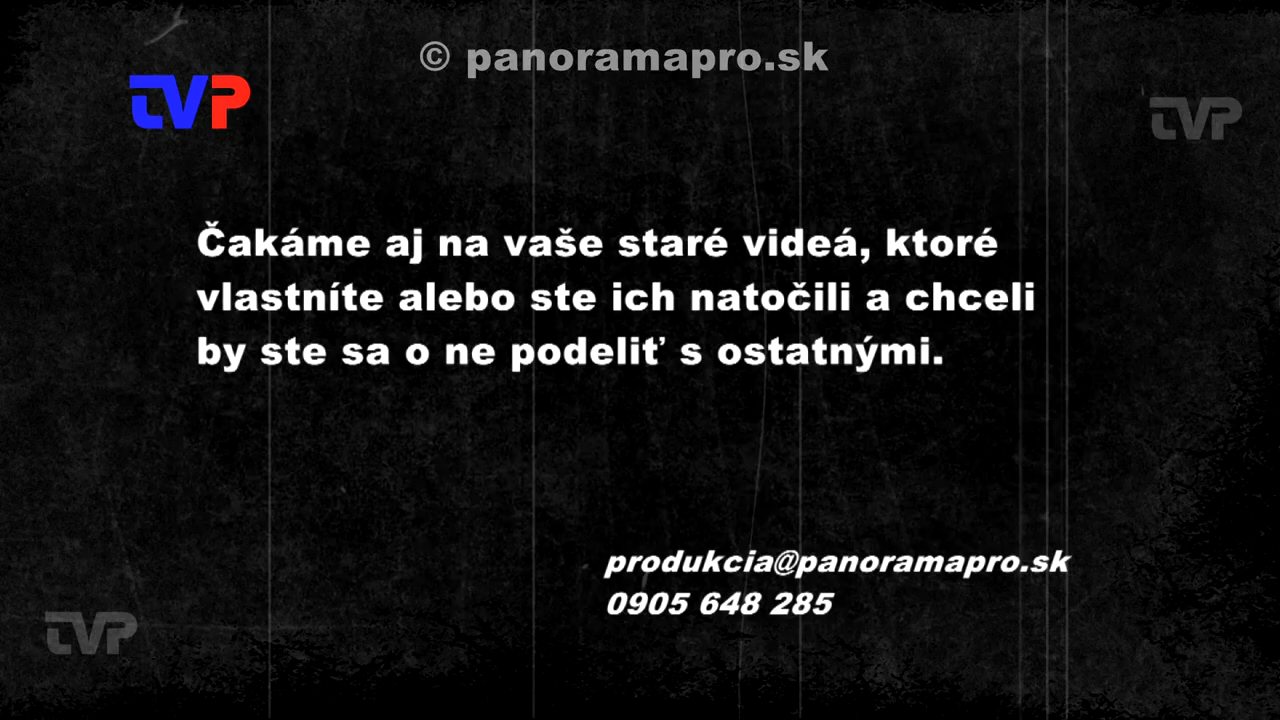 © panoramapro.sk
TVP
TVP
Čakáme aj na vaše staré videá, ktoré
vlastníte alebo ste ich natočili a chceli
by ste sa o ne podeliť s ostatnými.
produkcia@panoramapro.sk
0905 648 285
TVP